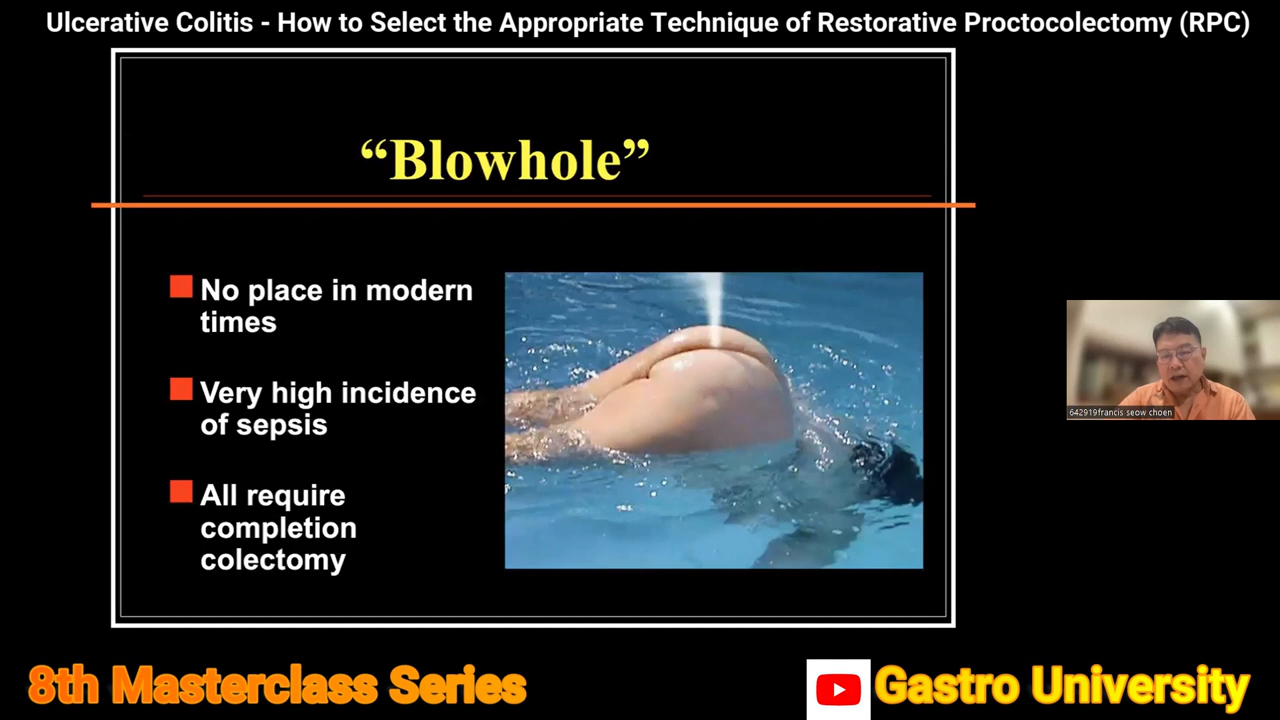 Ulcerative Colitis - How to Select the Appropriate Technique of Restorative Proctocolectomy (RPC)
“Blowhole”
No place in modern
times
Very high incidence
of sepsis
All require
completion
colectomy
642919francis seow choen
8th Masterclass Series
Gastro University